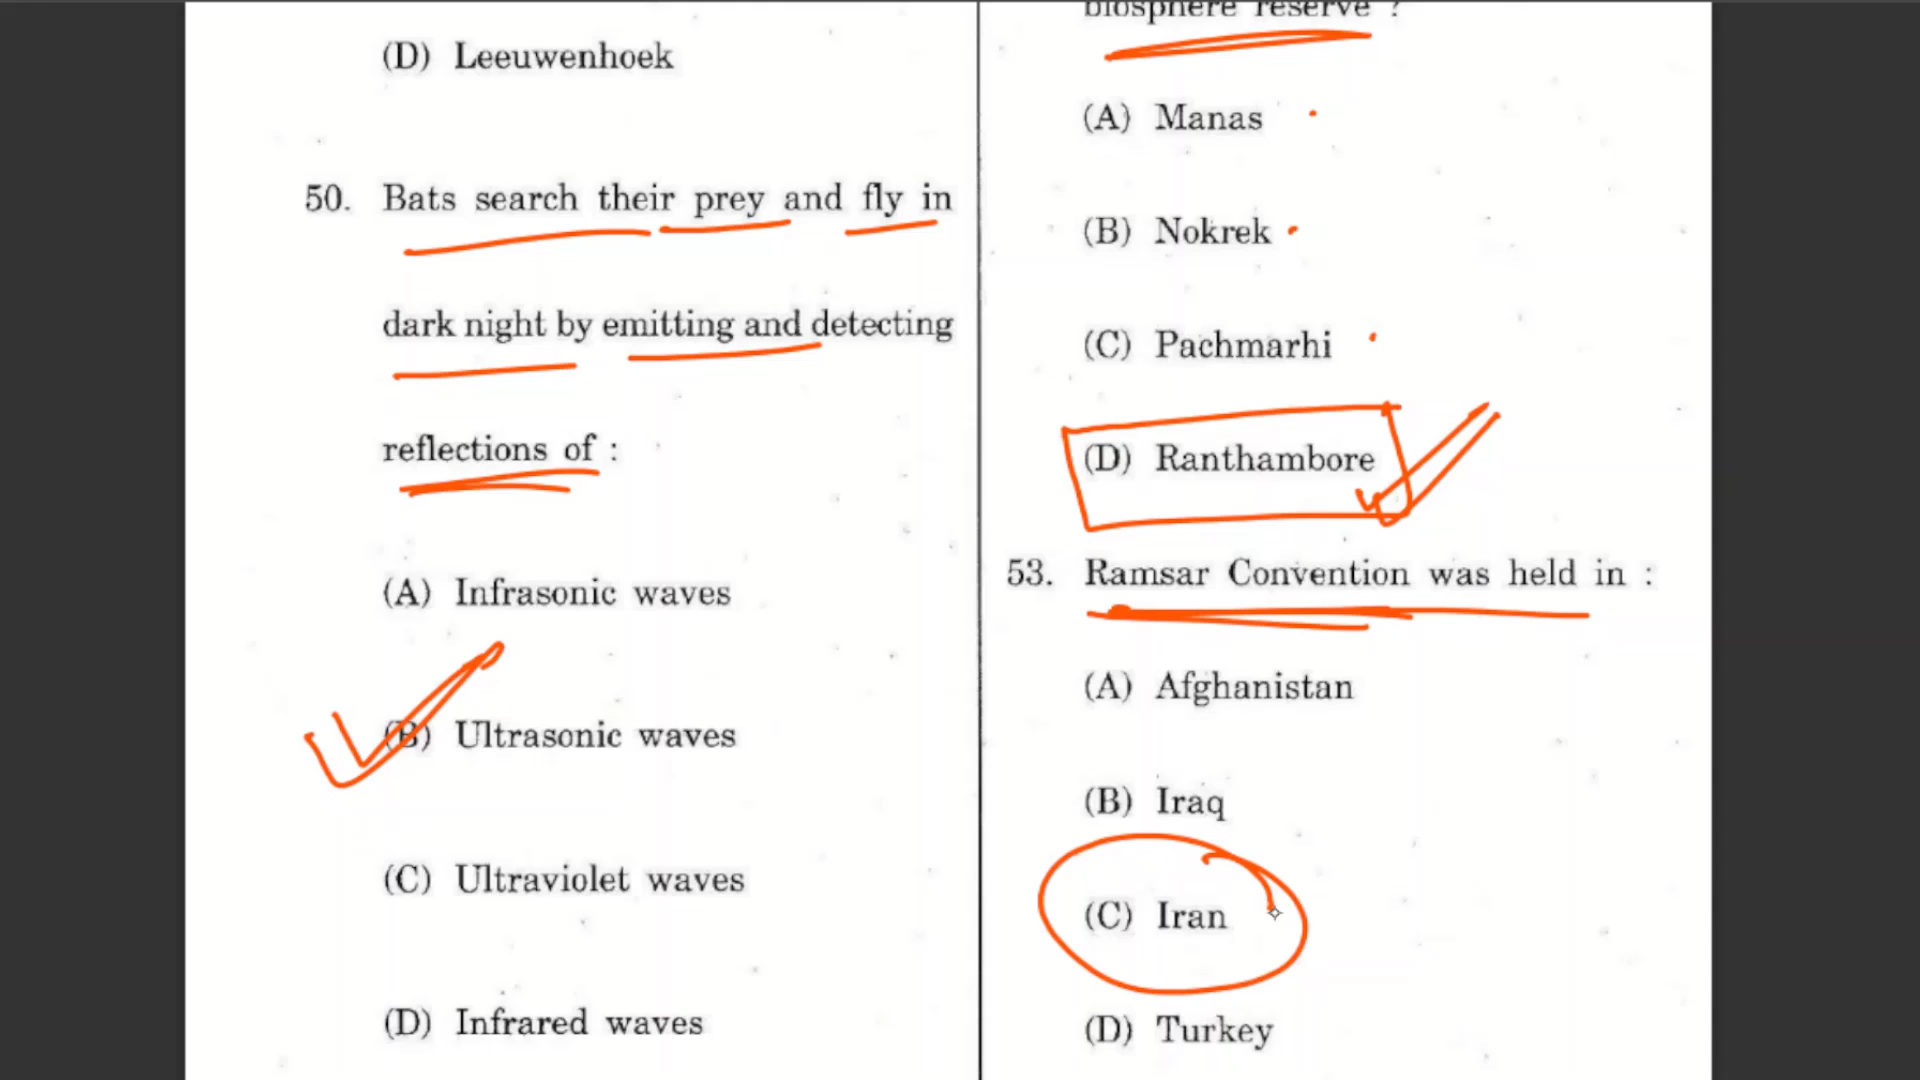 (D) Leeuwenhoek
50. Bats search their prey and fly in
dark night by emitting and detecting
reflections of :
(A) Infrasonic waves
(B) Ultrasonic waves
(C) Ultraviolet waves
(D) Infrared waves
biosphere reserve ?
(A) Manas
(B) Nokrek
(C) Pachmarhi
(D) Ranthambore
53. Ramsar Convention was held in :
(A) Afghanistan
(B) Iraq
(C) Iran
(D) Turkey